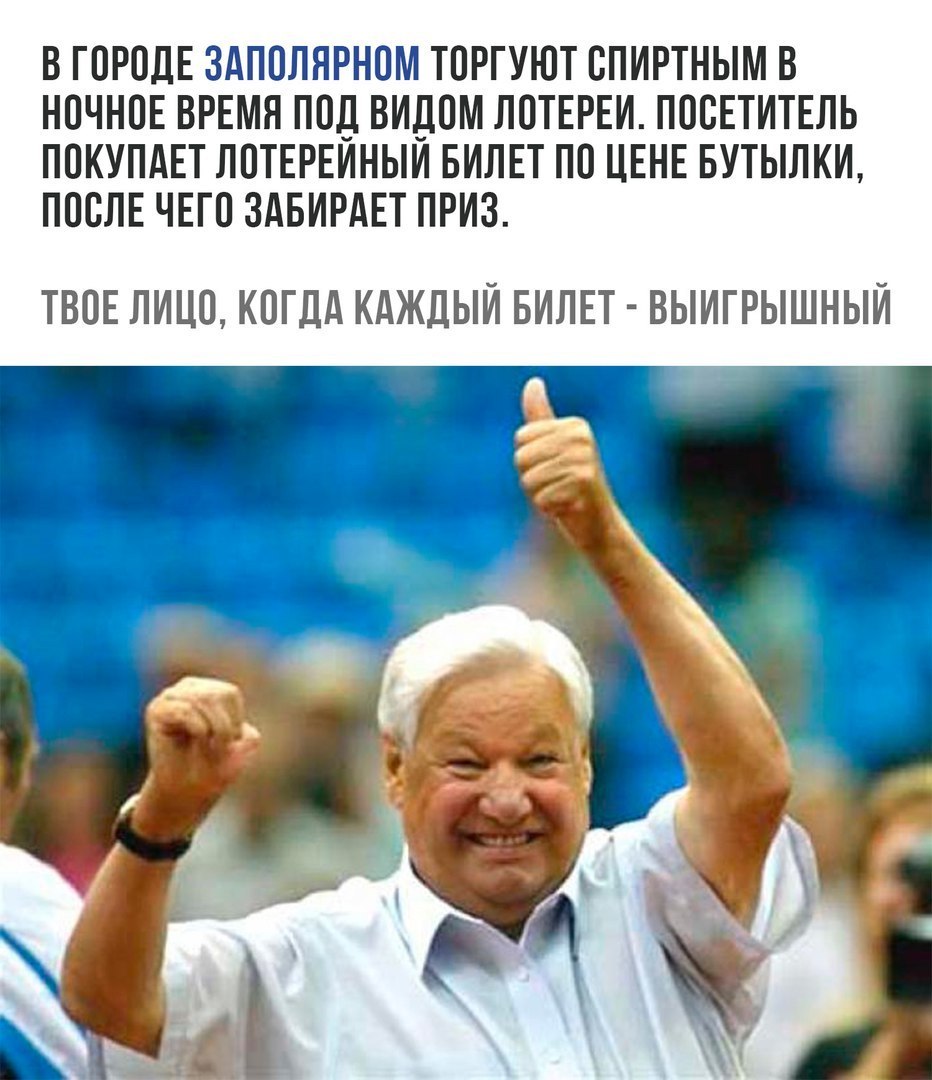 В ГОРОДЕ ЗАПОЛЯРНОМ ТОРГУЮТ СПИРТНЫМ В
НОЧНОЕ ВРЕМЯ ПОД ВИДОМ ЛОТЕРЕИ. ПОСЕТИТЕЛЬ
ПОКУПАЕТ ЛОТЕРЕЙНЫЙ БИЛЕТ ПО ЦЕНЕ БУТЫЛКИ,
ПОСЛЕ ЧЕГО ЗАБИРАЕТ ПРИЗ.
ТВОЕ ЛИЦО, КОГДА КАЖДЫЙ БИЛЕТ - ВЫИГРЫШНЫЙ